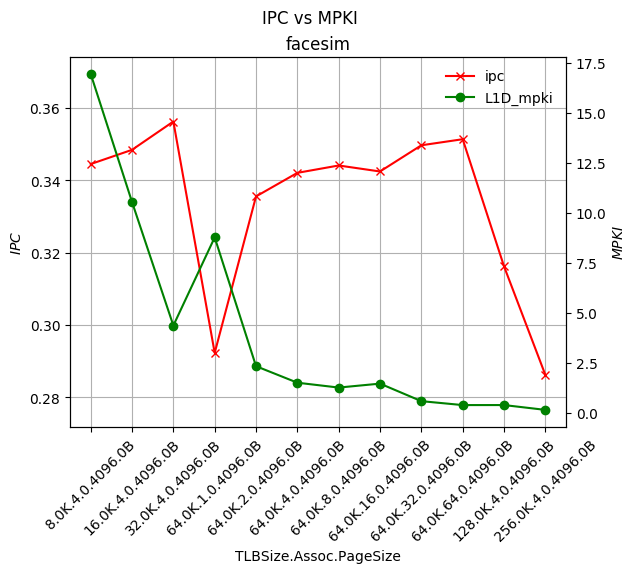 IPC vs MPKI
facesim
ipc
L1D_mpki
0.36
0.34
0.32
0.30
0.28
IPC
17.5
15.0
12.5
10.0
7.5
5.0
2.5
0.0
MPKI
8.0K.4.0.4096.0B
16.0K.4.0.4096.0B
32.0K.4.0.4096.0B
64.0K.1.0.4096.0B
64.0K.2.0.4096.0B
64.0K.4.0.4096.0B
64.0K.8.0.4096.0B
64.0K.16.0.4096.0B
64.0K.32.0.4096.0B
64.0K.64.0.4096.0B
128.0K.4.0.4096.0B
256.0K.4.0.4096.0B
TLBSize.Assoc.PageSize